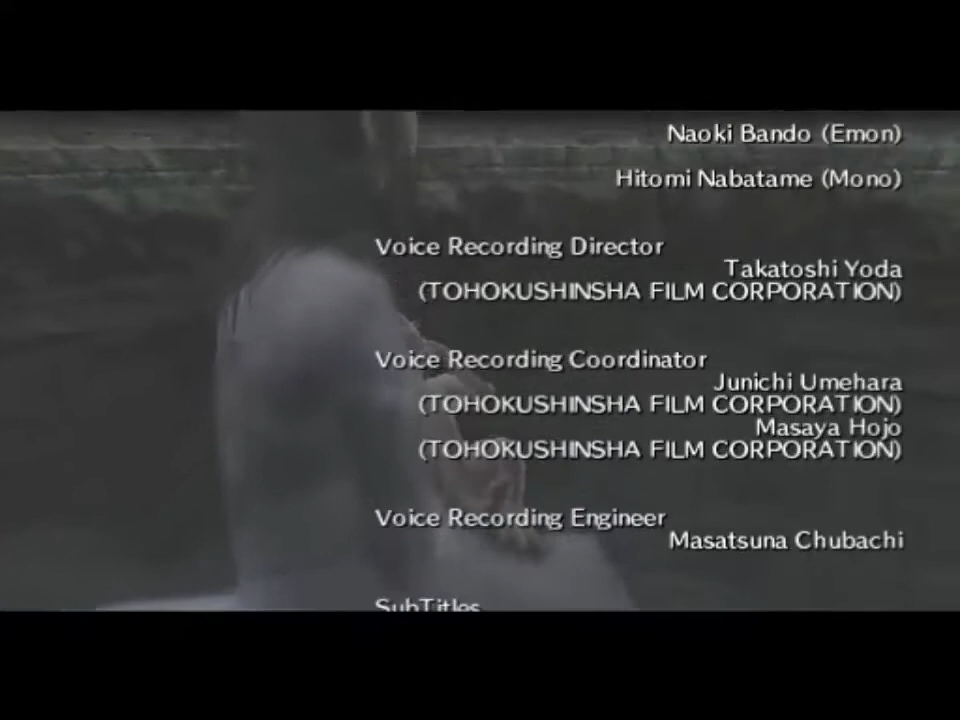 Naoki Bando (Emon)
Hitomi Nabatame (Mono)
Voice Recording Director
Takatoshi Yoda
(TOHOKUSHINSHA FILM CORPORATION)
Voice Recording Coordinator
Junichi Umehara
(TOHOKUSHINSHA FILM CORPORATION)
Masaya Hojo
(TOHOKUSHINSHA FILM CORPORATION)
Voice Recording Engineer
Masatsuna Chubachi
SubTitles